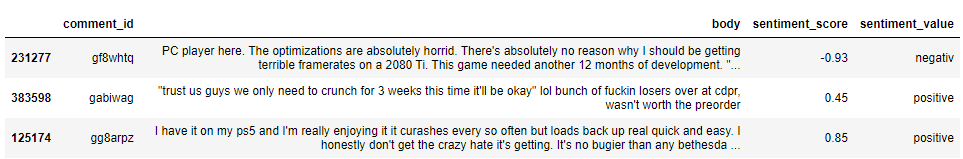 comment_id body sentiment_score sentiment_value
231277 gf8whtq PC player here. The optimizations are absolutely horrid. There's absolutely no reason why I should be getting
terrible framerates on a 2080 Ti. This game needed another 12 months of development. "... -0.93 negativ
383598 gabiwag "trust us guys we only need to crunch for 3 weeks this time it'll be okay" lol bunch of fuckin losers over at cdpr,
wasn't worth the preorder 0.45 positive
125174 gg8arpz I have it on my ps5 and I'm really enjoying it it curashes every so often but loads back up real quick and easy. I
honestly don't get the crazy hate it's getting. It's no bugier than any bethesda ... 0.85 positive